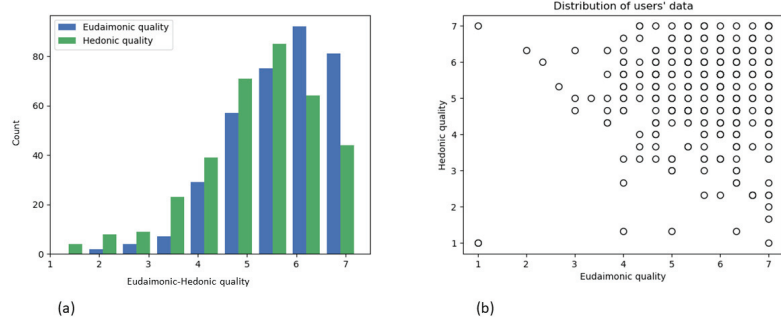 Eudaimonic quality
Hedonic quality
80
60
40
20
0
Count
1 2 3 4 5 6 7
Eudaimonic-Hedonic quality
(a)
Distribution of users' data
7
6
5
4
3
2
1
Hedonic quality
1 2 3 4 5 6 7
Eudaimonic quality
(b)